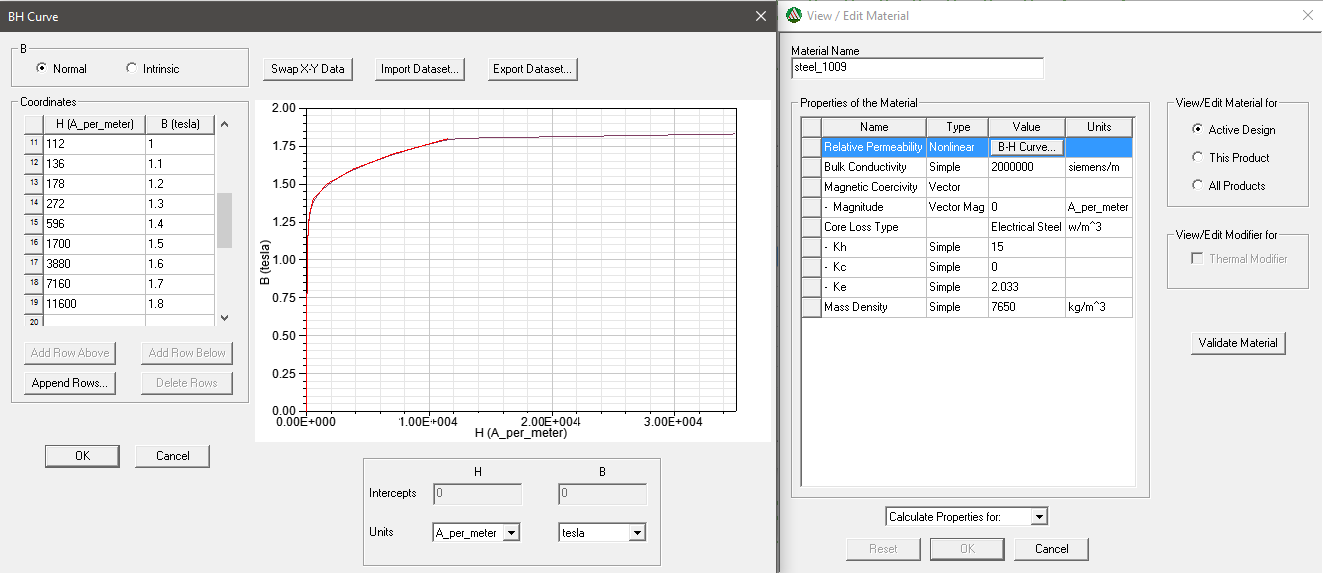 BH Curve
B
Normal
Intrinsic
Swap X-Y Data
Import Dataset...
Export Dataset...
Coordinates
H (A_per_meter) B (tesla)
11 112 1
12 136 1.1
13 178 1.2
14 272 1.3
15 596 1.4
16 1700 1.5
17 3880 1.6
18 7160 1.7
19 11600 1.8
20
Add Row Above
Add Row Below
Append Rows...
Delete Rows
OK
Cancel
2.00
1.75
1.50
1.25
1.00
0.75
0.50
0.25
0.00
B (tesla)
0.00E+000 1.00E+004 2.00E+004 3.00E+004
H (A_per_meter)
H B
Intercepts 0 0
Units A_per_meter tesla
View / Edit Material
Material Name
steel_1009
Properties of the Material
Name Type Value Units
Relative Permeability Nonlinear B-H Curve...
Bulk Conductivity Simple 2000000 siemens/m
Magnetic Coercivity Vector
- Magnitude Vector Mag 0 A_per_meter
Core Loss Type Electrical Steel w/m^3
- Kh Simple 15
- Kc Simple 0
- Ke Simple 2.033
Mass Density Simple 7650 kg/m^3
View/Edit Material for
Active Design
This Product
All Products
View/Edit Modifier for
Thermal Modifier
Validate Material
Calculate Properties for:
Reset
OK
Cancel